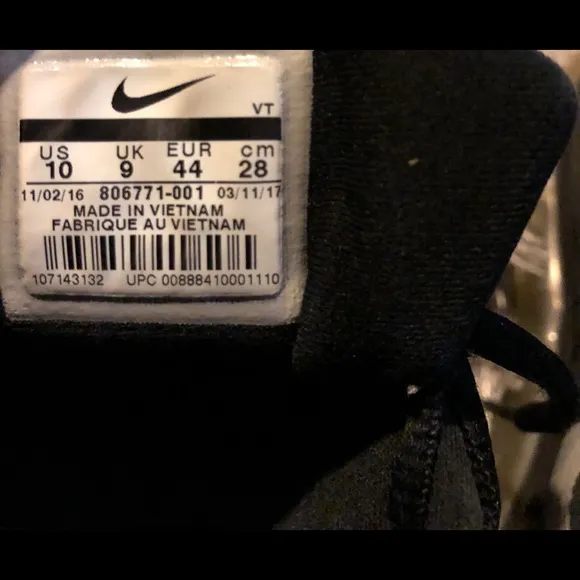 VT
US UK EUR cm
10 9 44 28
11/02/16 806771-001 03/11/17
MADE IN VIETNAM
FABRIQUE AU VIETNAM
107143132 UPC 00888410001110